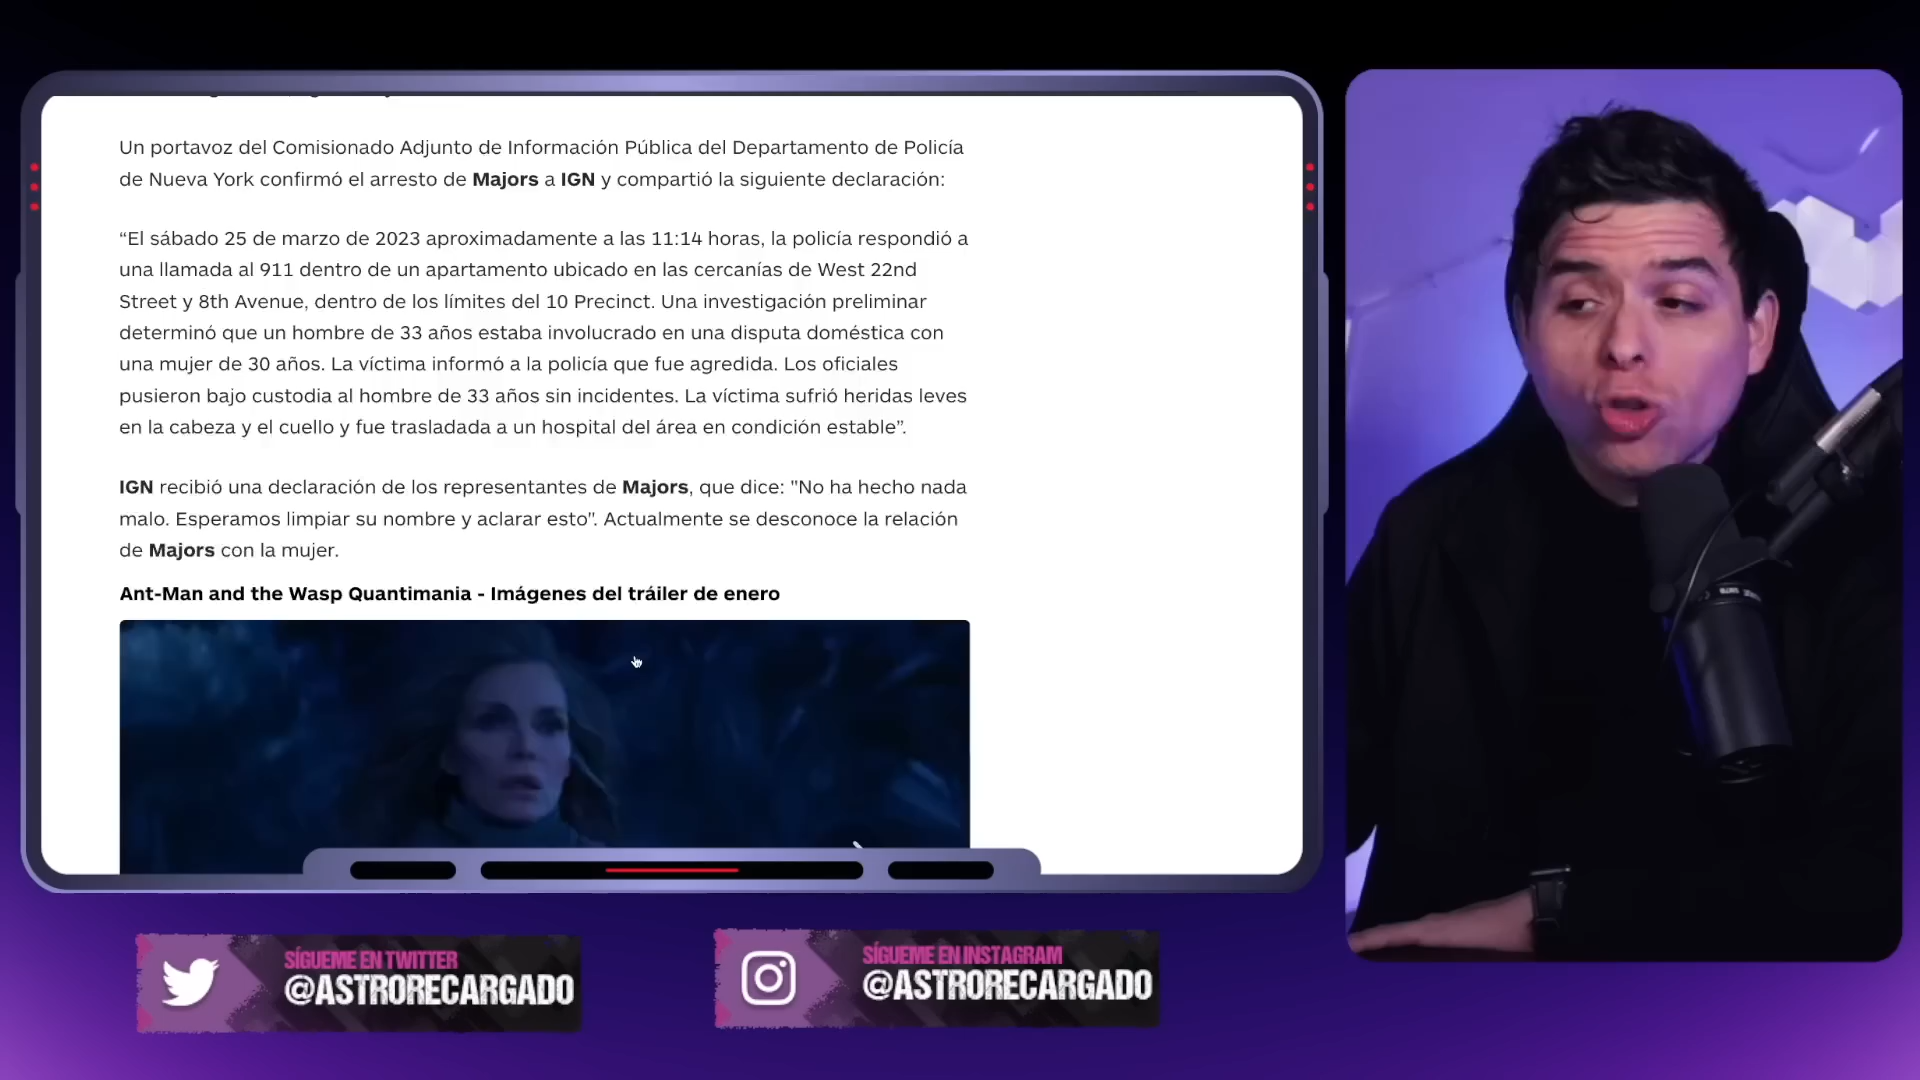 Un portavoz del Comisionado Adjunto de Información Pública del Departamento de Policía
de Nueva York confirmó el arresto de Majors a IGN y compartió la siguiente declaración:
“El sábado 25 de marzo de 2023 aproximadamente a las 11:14 horas, la policía respondió a
una llamada al 911 dentro de un apartamento ubicado en las cercanías de West 22nd
Street y 8th Avenue, dentro de los límites del 10 Precinct. Una investigación preliminar
determinó que un hombre de 33 años estaba involucrado en una disputa doméstica con
una mujer de 30 años. La víctima informó a la policía que fue agredida. Los oficiales
pusieron bajo custodia al hombre de 33 años sin incidentes. La víctima sufrió heridas leves
en la cabeza y el cuello y fue trasladada a un hospital del área en condición estable”.
IGN recibió una declaración de los representantes de Majors, que dice: "No ha hecho nada
malo. Esperamos limpiar su nombre y aclarar esto”. Actualmente se desconoce la relación
de Majors con la mujer.
Ant-Man and the Wasp Quantimania - Imágenes del tráiler de enero
SÍGUEME EN TWITTER
@ASTRORECARGADO
SÍGUEME EN INSTAGRAM
@ASTRORECARGADO